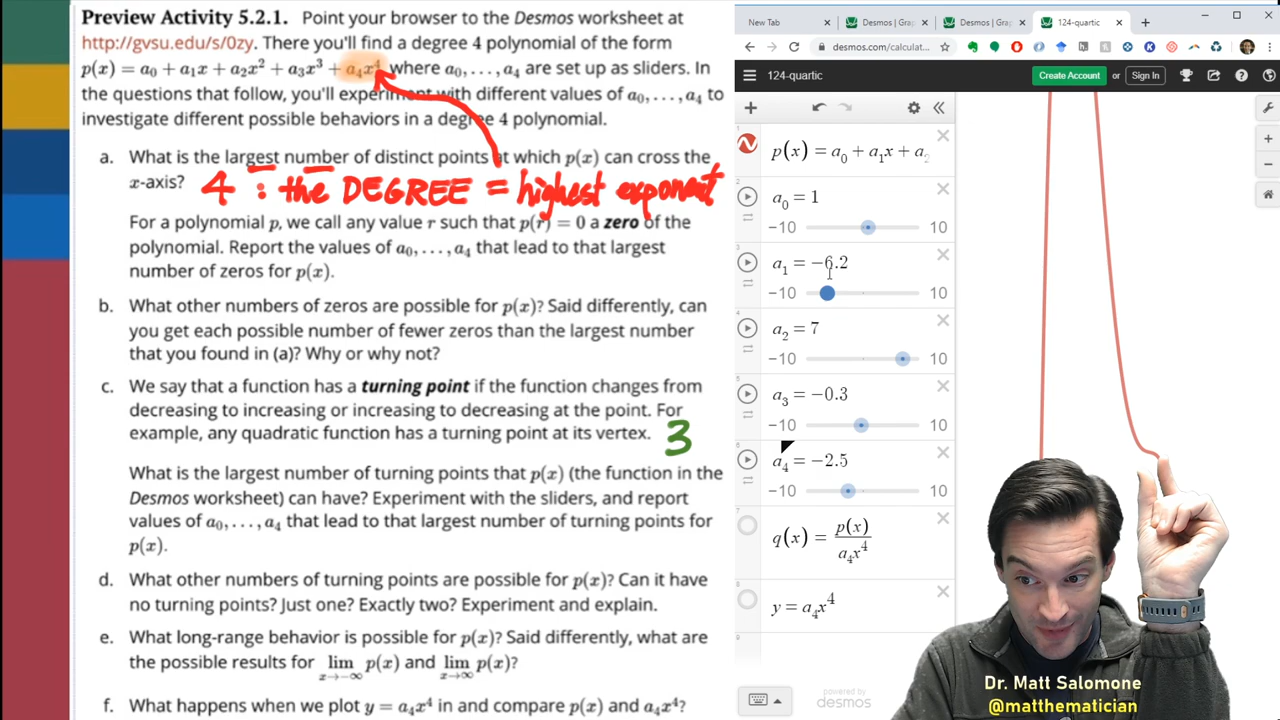 Preview Activity 5.2.1. Point your browser to the Desmos worksheet at
http://gvsu.edu/s/0zy. There you'll find a degree 4 polynomial of the form
p(x) = a₀ + a₁x + a₂x² + a₃x³ + a₄x⁴, where a₀, . . . , a₄ are set up as sliders. In
the questions that follow, you'll experiment with different values of a₀, . . . , a₄ to
investigate different possible behaviors in a degree 4 polynomial.
a. What is the largest number of distinct points at which p(x) can cross the
x-axis?
4 : the DEGREE = highest exponent
For a polynomial p, we call any value r such that p(r) = 0 a zero of the
polynomial. Report the values of a₀, . . . , a₄ that lead to that largest
number of zeros for p(x).
b. What other numbers of zeros are possible for p(x)? Said differently, can
you get each possible number of fewer zeros than the largest number
that you found in (a)? Why or why not?
c. We say that a function has a turning point if the function changes from
decreasing to increasing or increasing to decreasing at the point. For
example, any quadratic function has a turning point at its vertex.
3
What is the largest number of turning points that p(x) (the function in the
Desmos worksheet) can have? Experiment with the sliders, and report
values of a₀, . . . , a₄ that lead to that largest number of turning points for
p(x).
d. What other numbers of turning points are possible for p(x)? Can it have
no turning points? Just one? Exactly two? Experiment and explain.
e. What long-range behavior is possible for p(x)? Said differently, what are
the possible results for lim x→−∞ p(x) and lim x→∞ p(x)?
f. What happens when we plot y = a₄x⁴ in and compare p(x) and a₄x⁴?
New Tab
Desmos | Gra
Desmos | Gra
124-quartic
desmos.com/calculat...
124-quartic
Create Account
or
Sign In
1
p(x) = a₀ + a₁x + a₂
2
a₀ = 1
-10
10
3
a₁ = −6.2
-10
10
4
a₂ = 7
-10
10
5
a₃ = −0.3
-10
10
6
a₄ = −2.5
-10
10
7
q(x) = p(x) / a₄x⁴
8
y = a₄x⁴
9
powered by
desmos
Dr. Matt Salomone
@matthematician